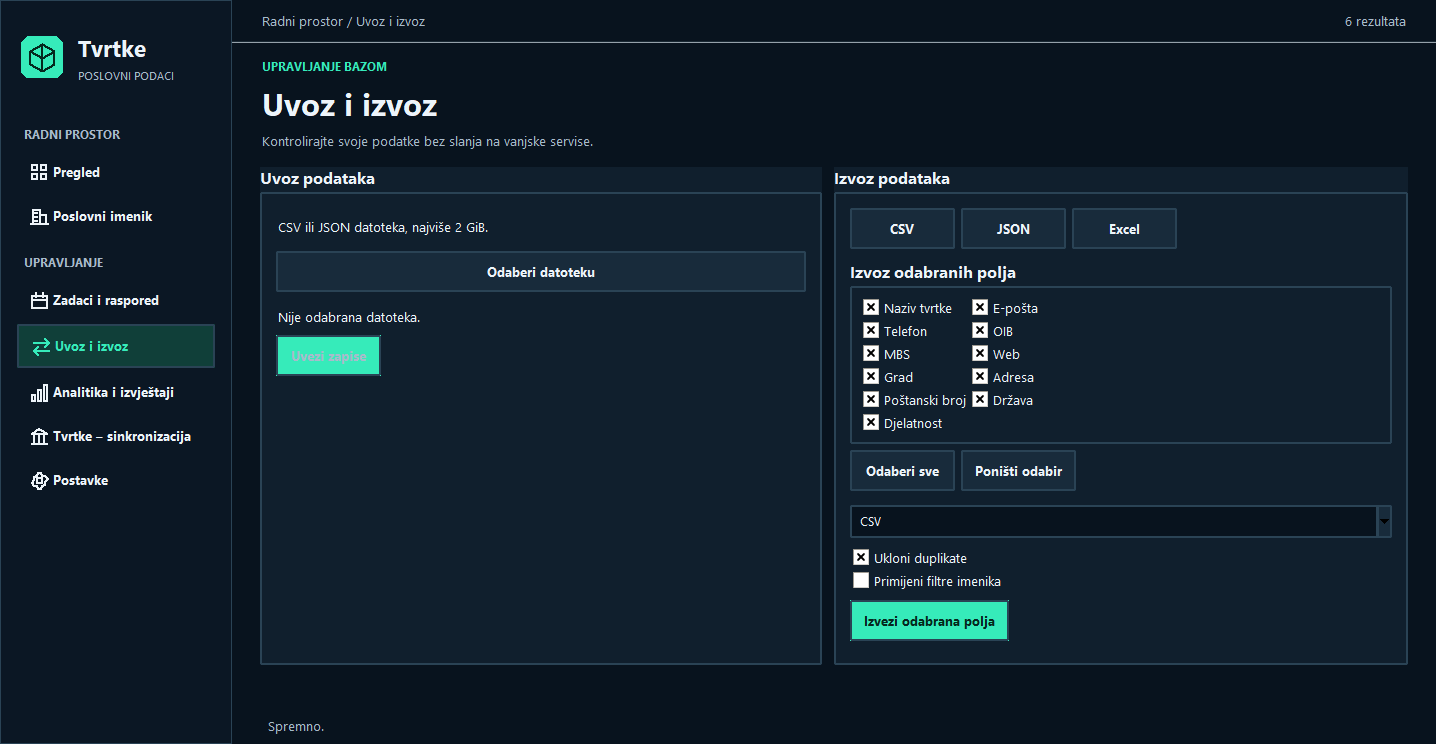 Tvrtke
POSLOVNI PODACI
RADNI PROSTOR
Pregled
Poslovni imenik
UPRAVLJANJE
Zadaci i raspored
Uvoz i izvoz
Analitika i izvještaji
Tvrtke – sinkronizacija
Postavke
Radni prostor / Uvoz i izvoz
6 rezultata
UPRAVLJANJE BAZOM
Uvoz i izvoz
Kontrolirajte svoje podatke bez slanja na vanjske servise.
Uvoz podataka
CSV ili JSON datoteka, najviše 2 GiB.
Odaberi datoteku
Nije odabrana datoteka.
Uvezi zapise
Izvoz podataka
CSV JSON Excel
Izvoz odabranih polja
Naziv tvrtke E-pošta
Telefon OIB
MBS Web
Grad Adresa
Poštanski broj Država
Djelatnost
Odaberi sve Poništi odabir
CSV
Ukloni duplikate
Primijeni filtre imenika
Izvezi odabrana polja
Spremno.